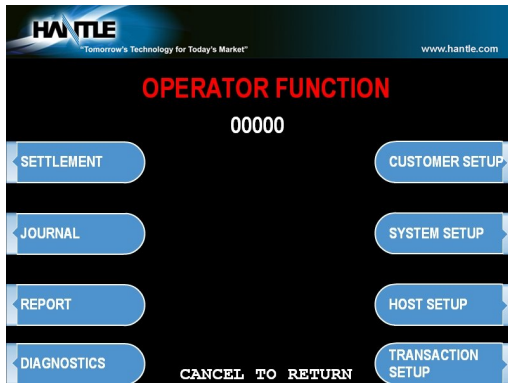 HANTLE
"Tomorrow's Technology for Today's Market"
www.hantle.com
OPERATOR FUNCTION
00000
SETTLEMENT
CUSTOMER SETUP
JOURNAL
SYSTEM SETUP
REPORT
HOST SETUP
DIAGNOSTICS
TRANSACTION
SETUP
CANCEL TO RETURN